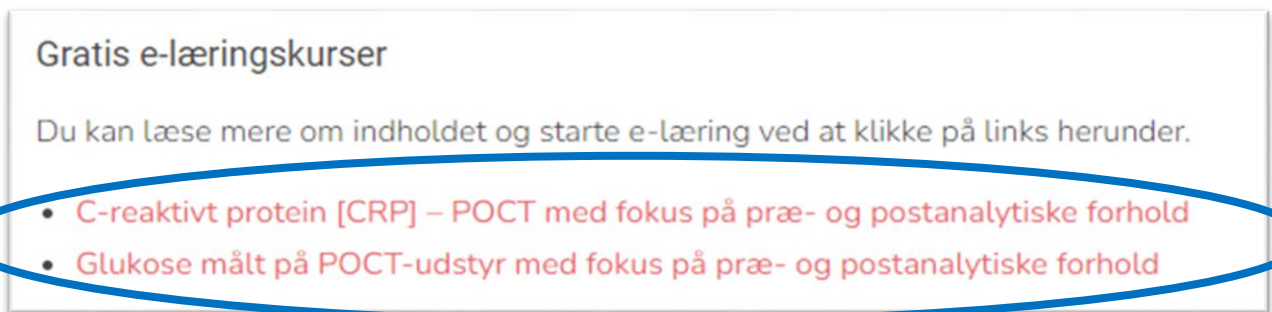 Gratis e-læringskurser
Du kan læse mere om indholdet og starte e-læring ved at klikke på links herunder.
• C-reaktivt protein [CRP] – POCT med fokus på præ- og postanalytiske forhold
• Glukose målt på POCT-udstyr med fokus på præ- og postanalytiske forhold